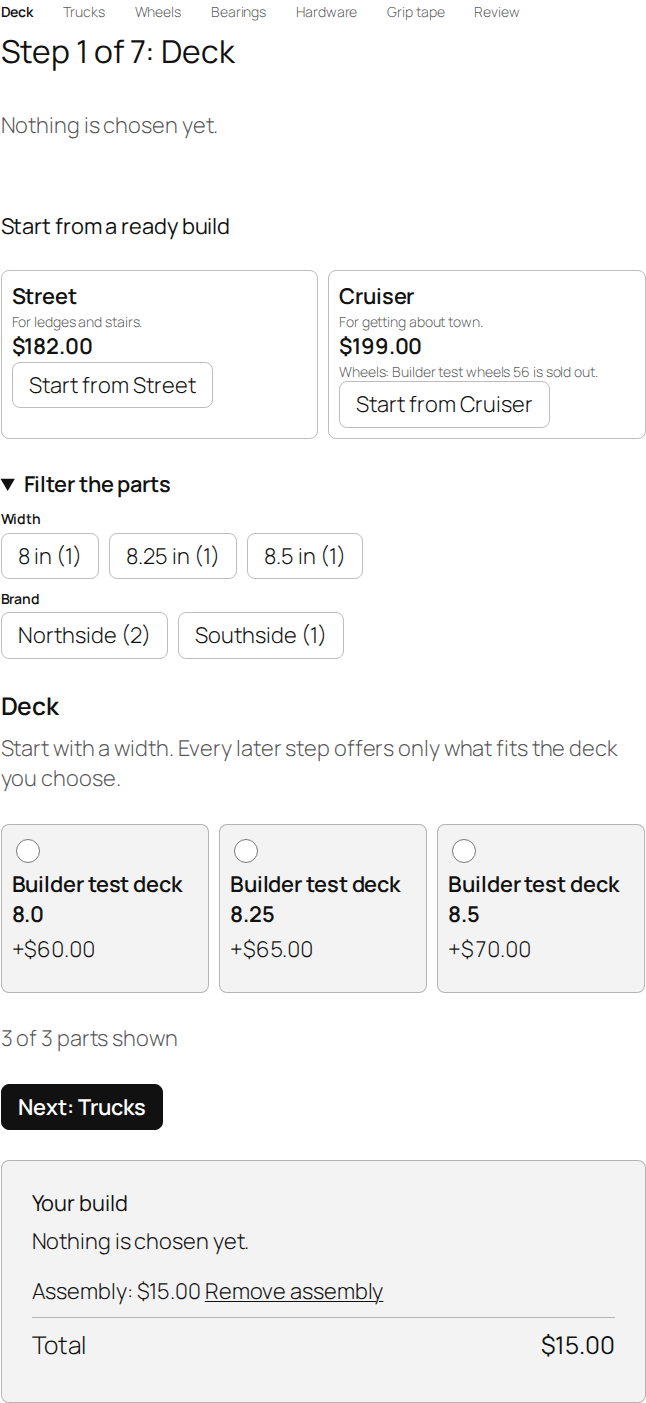 Deck Trucks Wheels Bearings Hardware Grip tape Review
Step 1 of 7: Deck
Nothing is chosen yet.
Start from a ready build
Street
For ledges and stairs.
$182.00
Start from Street
Cruiser
For getting about town.
$199.00
Wheels: Builder test wheels 56 is sold out.
Start from Cruiser
Filter the parts
Width
8 in (1) 8.25 in (1) 8.5 in (1)
Brand
Northside (2) Southside (1)
Deck
Start with a width. Every later step offers only what fits the deck
you choose.
Builder test deck
8.0
+$60.00
Builder test deck
8.25
+$65.00
Builder test deck
8.5
+$70.00
3 of 3 parts shown
Next: Trucks
Your build
Nothing is chosen yet.
Assembly: $15.00 Remove assembly
Total $15.00